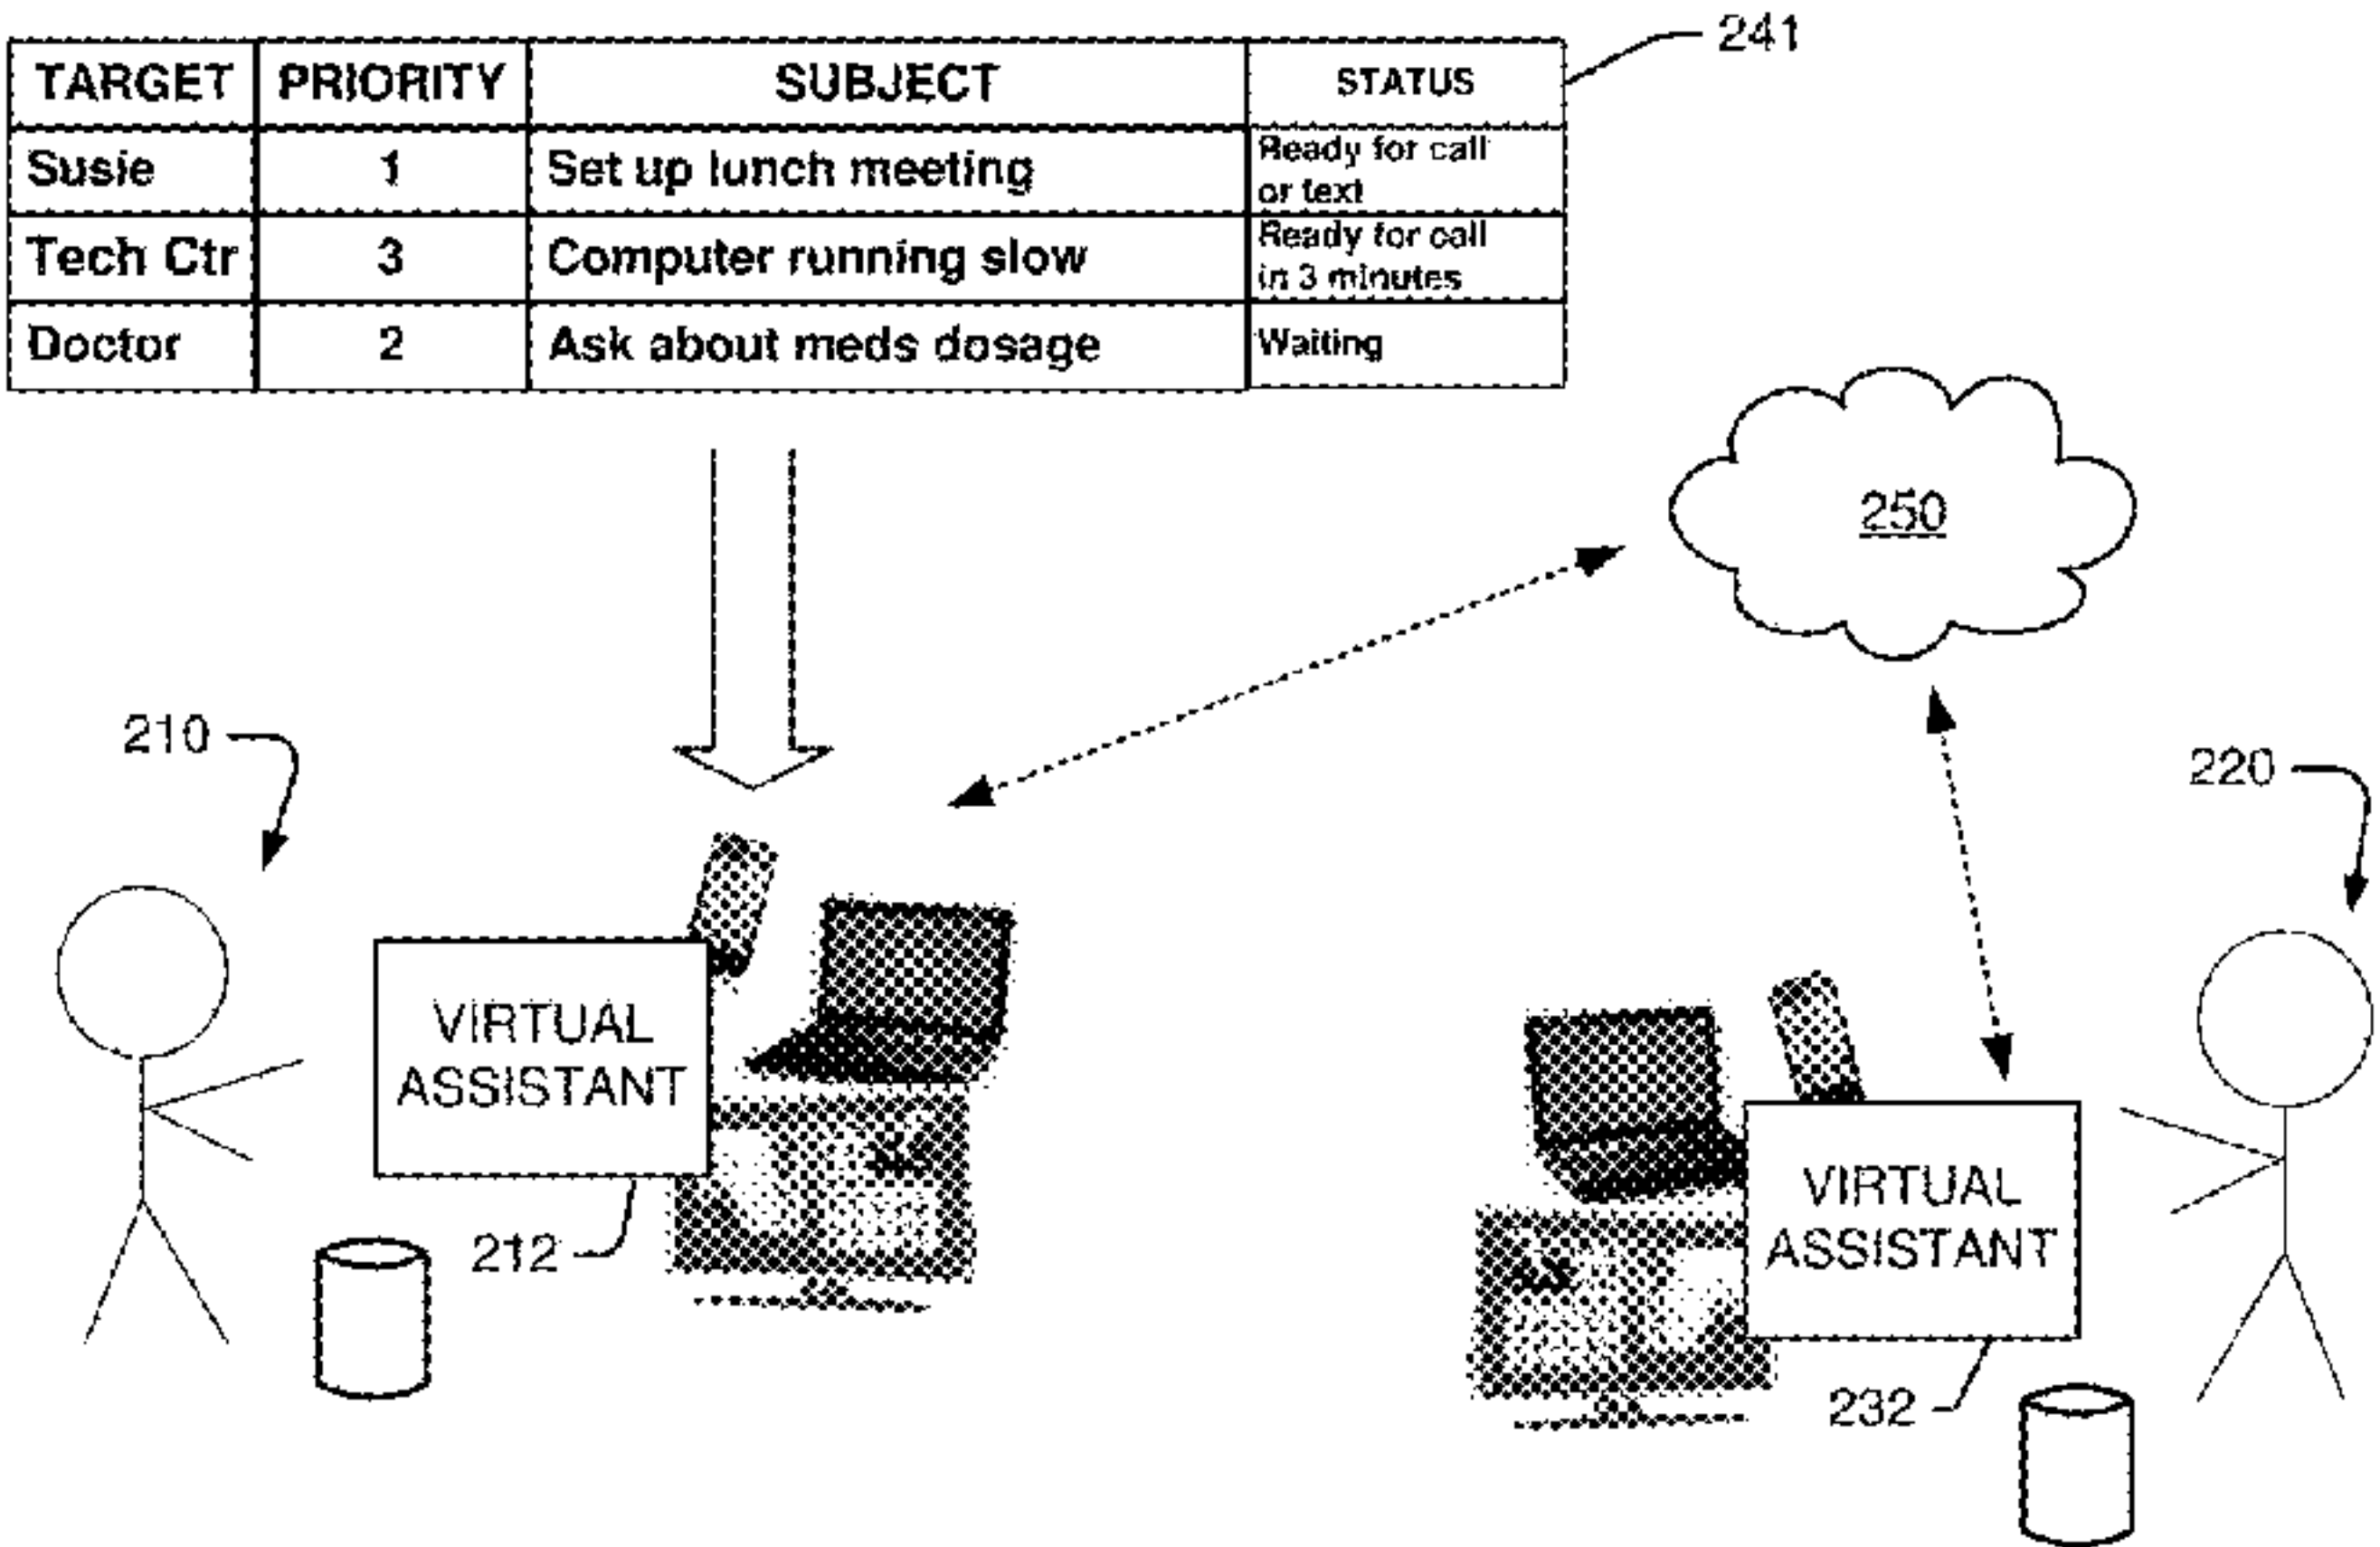 241
TARGET PRIORITY SUBJECT STATUS
Susie 1 Set up lunch meeting Ready for call
or text
Tech Ctr 3 Computer running slow Ready for call
in 3 minutes
Doctor 2 Ask about meds dosage Waiting
250
210
220
VIRTUAL
ASSISTANT
212
VIRTUAL
ASSISTANT
232